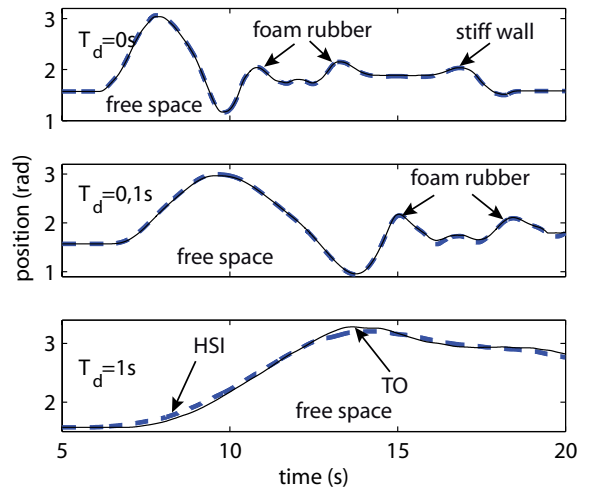 3
T_d=0s
foam rubber
stiff wall
2
free space
1
3
T_d=0,1s
foam rubber
2
free space
1
position (rad)
3
HSI
T_d=1s
TO
2
free space
5 10 15 20
time (s)